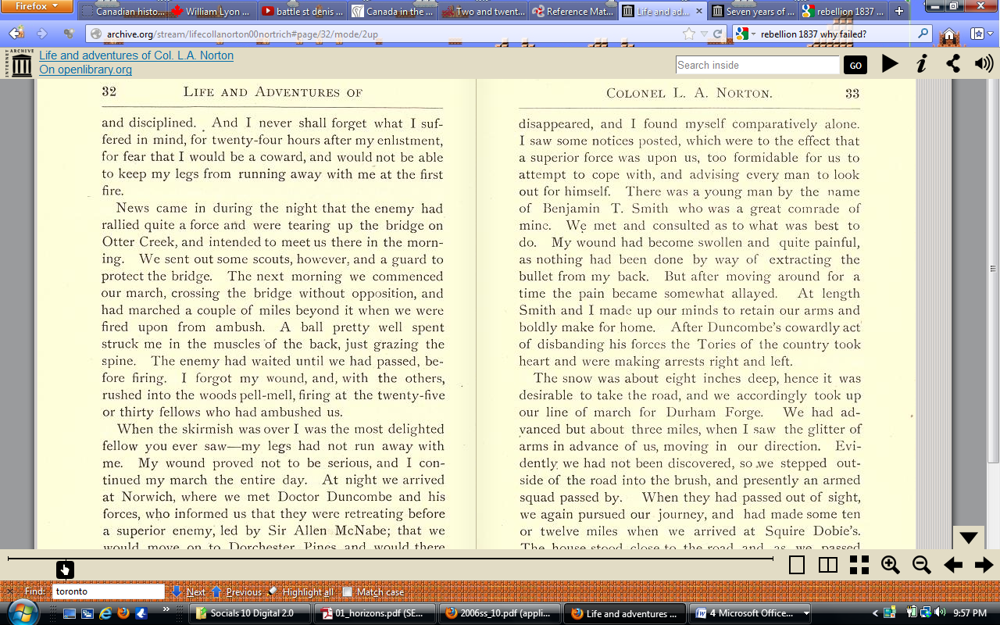 Firefox
Canadian histo...
William Lyon ...
battle st denis ...
Canada in the ...
Two and twent...
Reference Mat...
Life and ad...
Seven years of ...
rebellion 1837 ...
archive.org/stream/lifecollanorton00nortrich#page/32/mode/2up
rebellion 1837 why failed?
INTERNET ARCHIVE
Life and adventures of Col. L.A. Norton
On openlibrary.org
Search inside
GO
32 LIFE AND ADVENTURES OF
and disciplined. And I never shall forget what I suf-
fered in mind, for twenty-four hours after my enlistment,
for fear that I would be a coward, and would not be able
to keep my legs from running away with me at the first
fire.
News came in during the night that the enemy had
rallied quite a force and were tearing up the bridge on
Otter Creek, and intended to meet us there in the morn-
ing. We sent out some scouts, however, and a guard to
protect the bridge. The next morning we commenced
our march, crossing the bridge without opposition, and
had marched a couple of miles beyond it when we were
fired upon from ambush. A ball pretty well spent
struck me in the muscles of the back, just grazing the
spine. The enemy had waited until we had passed, be-
fore firing. I forgot my wound, and, with the others,
rushed into the woods pell-mell, firing at the twenty-five
or thirty fellows who had ambushed us.
When the skirmish was over I was the most delighted
fellow you ever saw—my legs had not run away with
me. My wound proved not to be serious, and I con-
tinued my march the entire day. At night we arrived
at Norwich, where we met Doctor Duncombe and his
forces, who informed us that they were retreating before
a superior enemy, led by Sir Allen McNabe; that we
would move on to Dorchester Pines and would there
COLONEL L. A. NORTON. 33
disappeared, and I found myself comparatively alone.
I saw some notices posted, which were to the effect that
a superior force was upon us, too formidable for us to
attempt to cope with, and advising every man to look
out for himself. There was a young man by the name
of Benjamin T. Smith who was a great comrade of
mine. We met and consulted as to what was best to
do. My wound had become swollen and quite painful,
as nothing had been done by way of extracting the
bullet from my back. But after moving around for a
time the pain became somewhat allayed. At length
Smith and I made up our minds to retain our arms and
boldly make for home. After Duncombe's cowardly act
of disbanding his forces the Tories of the country took
heart and were making arrests right and left.
The snow was about eight inches deep, hence it was
desirable to take the road, and we accordingly took up
our line of march for Durham Forge. We had ad-
vanced but about three miles, when I saw the glitter of
arms in advance of us, moving in our direction. Evi-
dently we had not been discovered, so we stepped out-
side of the road into the brush, and presently an armed
squad passed by. When they had passed out of sight,
we again pursued our journey, and had made some ten
or twelve miles when we arrived at Squire Dobie's.
The house stood close to the road and as we passed
Find: toronto Next Previous Highlight all Match case
Socials 10 Digital 2.0
01_horizons.pdf (SE...
2006ss_10.pdf (appli...
Life and adventures ...
4 Microsoft Office...
9:57 PM